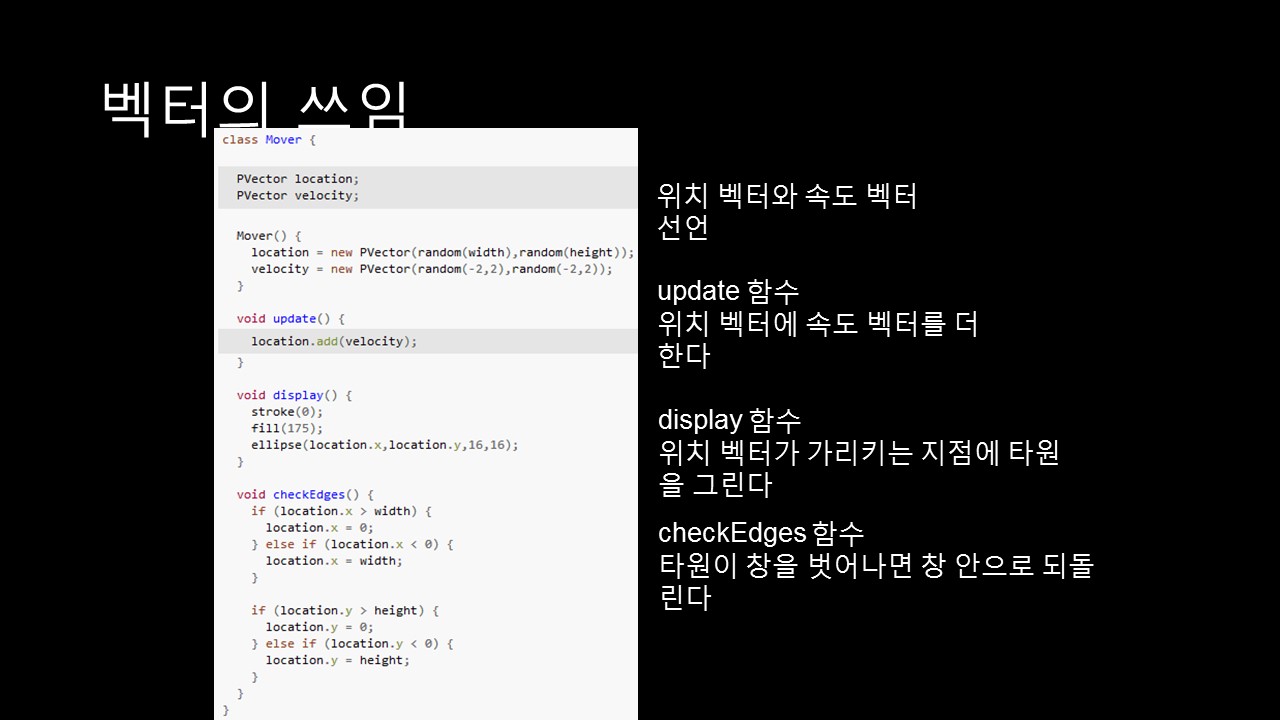 벡터의 쓰임
class Mover {
PVector location;
PVector velocity;
Mover() {
location = new PVector(random(width),random(height));
velocity = new PVector(random(-2,2),random(-2,2));
}
void update() {
location.add(velocity);
}
void display() {
stroke(0);
fill(175);
ellipse(location.x,location.y,16,16);
}
void checkEdges() {
if (location.x > width) {
location.x = 0;
} else if (location.x < 0) {
location.x = width;
}
if (location.y > height) {
location.y = 0;
} else if (location.y < 0) {
location.y = height;
}
}
}
위치 벡터와 속도 벡터
선언
update 함수
위치 벡터에 속도 벡터를 더
한다
display 함수
위치 벡터가 가리키는 지점에 타원
을 그린다
checkEdges 함수
타원이 창을 벗어나면 창 안으로 되돌
린다